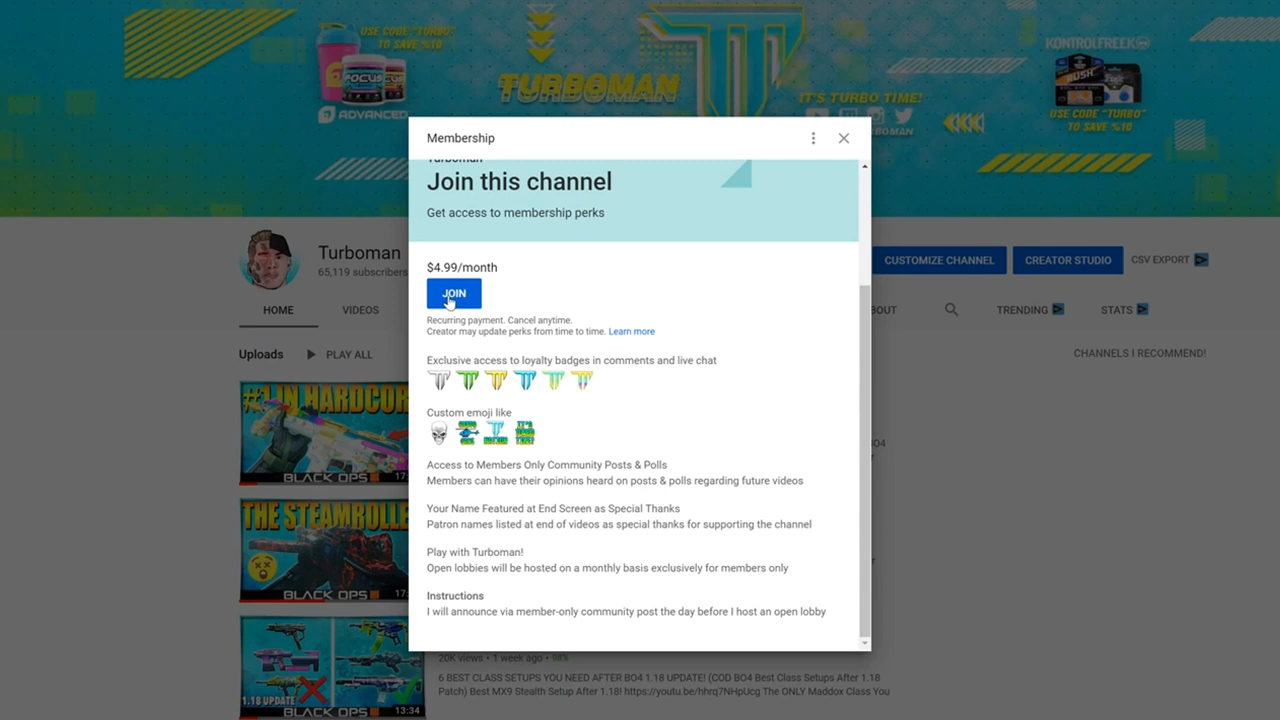 USE CODE "TURBO"
TO SAVE %10
FOCUS
ADVANCED
TURBOMAN
IT'S TURBO TIME!
KONTROLFREEK
RUSH
USE CODE "TURBO"
TO SAVE %10
Membership
Turboman
Join this channel
Get access to membership perks
Turboman
65,119 subscribers
CUSTOMIZE CHANNEL
CREATOR STUDIO
CSV EXPORT
$4.99/month
JOIN
Recurring payment. Cancel anytime.
Creator may update perks from time to time. Learn more
HOME
VIDEOS
TRENDING
STATS
Uploads
PLAY ALL
CHANNELS I RECOMMEND!
Exclusive access to loyalty badges in comments and live chat
Custom emoji like
Access to Members Only Community Posts & Polls
Members can have their opinions heard on posts & polls regarding future videos
Your Name Featured at End Screen as Special Thanks
Patron names listed at end of videos as special thanks for supporting the channel
Play with Turboman!
Open lobbies will be hosted on a monthly basis exclusively for members only
Instructions
I will announce via member-only community post the day before I host an open lobby
#1 IN HARDCOR
BLACK OPS
THE STEAMROLLE
BLACK OPS
1.18 UPDATE
BLACK OPS
13:34
20K views • 1 week ago • 98%
6 BEST CLASS SETUPS YOU NEED AFTER BO4 1.18 UPDATE! (COD BO4 Best Class Setups After 1.18
Patch) Best MX9 Stealth Setup After 1.18! https://youtu.be/hhrq7NHpUcg The ONLY Maddox Class You